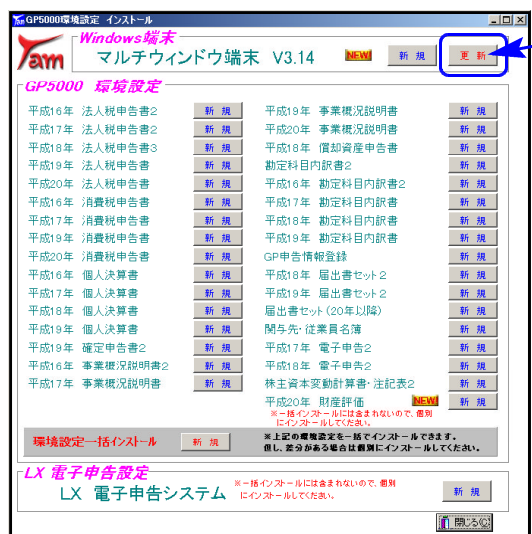 GP5000環境設定 インストール
Tam
Windows端末
マルチウィンドウ端末 V3.14 NEW! 新 規 更 新
GP5000 環境設定
平成16年 法人税申告書2 新 規
平成17年 法人税申告書2 新 規
平成18年 法人税申告書3 新 規
平成19年 法人税申告書 新 規
平成20年 法人税申告書 新 規
平成16年 消費税申告書 新 規
平成17年 消費税申告書 新 規
平成18年 消費税申告書 新 規
平成19年 消費税申告書 新 規
平成20年 消費税申告書 新 規
平成16年 個人決算書 新 規
平成17年 個人決算書 新 規
平成18年 個人決算書 新 規
平成19年 個人決算書 新 規
平成19年 確定申告書2 新 規
平成16年 事業概況説明書2 新 規
平成17年 事業概況説明書 新 規
平成19年 事業概況説明書 新 規
平成20年 事業概況説明書 新 規
平成18年 償却資産申告書 新 規
勘定科目内訳書2 新 規
平成16年 勘定科目内訳書2 新 規
平成17年 勘定科目内訳書 新 規
平成18年 勘定科目内訳書 新 規
平成19年 勘定科目内訳書 新 規
GP申告情報登録 新 規
平成18年 届出書セット2 新 規
平成19年 届出書セット2 新 規
届出書セット(20年以降) 新 規
関与先・従業員名簿 新 規
平成17年 電子申告2 新 規
平成18年 電子申告2 新 規
株主資本変動計算書・注記表2 新 規
平成20年 財産評価 NEW! 新 規
※一括インストールには含まれないので、個別
にインストールしてください。
環境設定一括インストール 新 規
※上記の環境設定を一括でインストールできます。
但し、差分がある場合は個別にインストールしてください。
LX 電子申告設定
LX 電子申告システム
※一括インストールには含まれないので、個別
にインストールしてください。
新 規
閉じる(C)